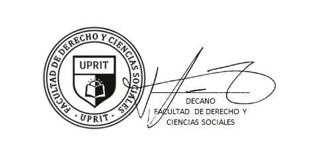 FACULTAD DE DERECHO Y CIENCIAS SOCIALES
UPRIT
· UPRIT ·
DECANO
FACULTAD DE DERECHO Y
CIENCIAS SOCIALES